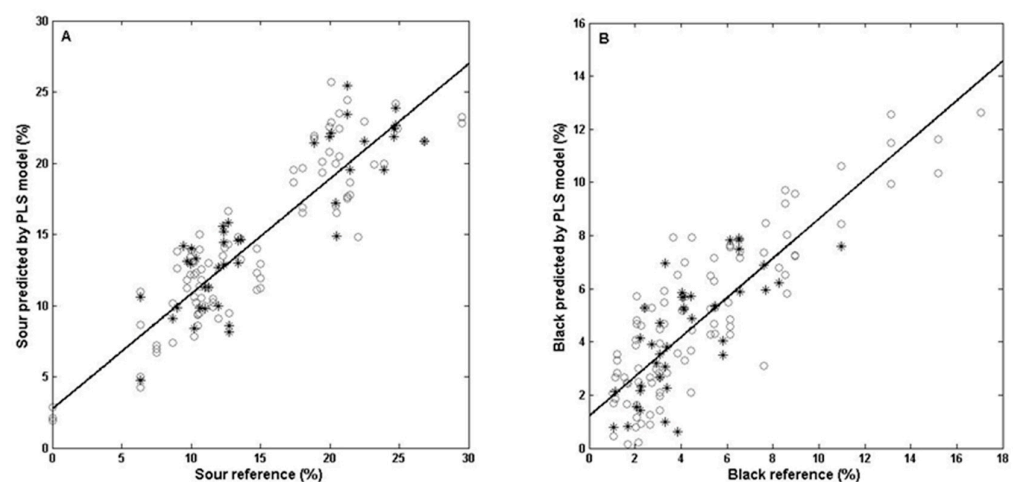 A
30
25
20
15
10
5
0
Sour predicted by PLS model (%)
0 5 10 15 20 25 30
Sour reference (%)
B
16
14
12
10
8
6
4
2
0
Black predicted by PLS model (%)
0 2 4 6 8 10 12 14 16 18
Black reference (%)